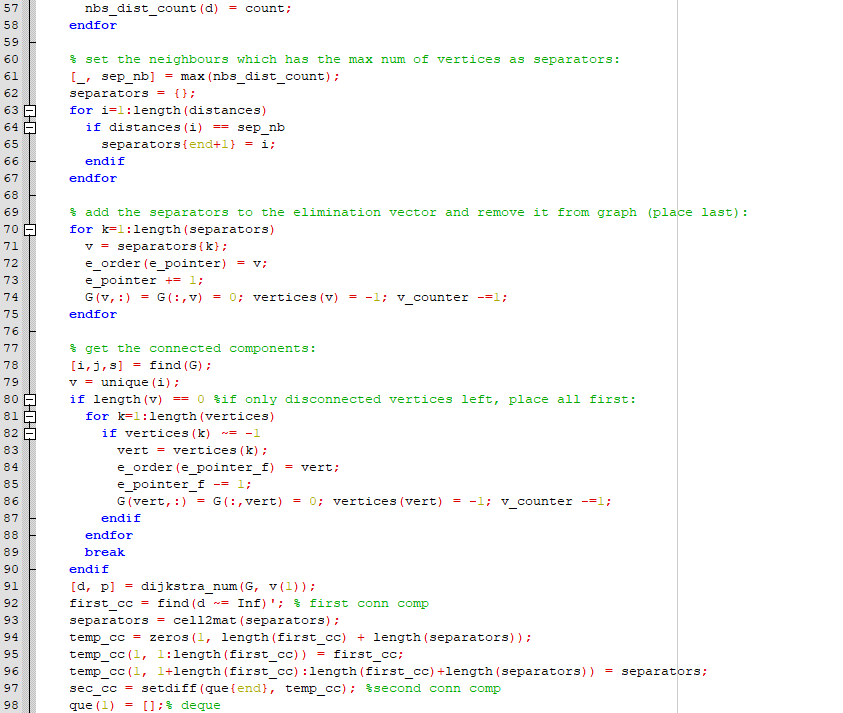 57 nbs_dist_count(d) = count;
58 endfor
59
60 % set the neighbours which has the max num of vertices as separators:
61 [_, sep_nb] = max(nbs_dist_count);
62 separators = {};
63 for i=1:length(distances)
64 if distances(i) == sep_nb
65 separators{end+1} = i;
66 endif
67 endfor
68
69 % add the separators to the elimination vector and remove it from graph (place last):
70 for k=1:length(separators)
71 v = separators{k};
72 e_order(e_pointer) = v;
73 e_pointer += 1;
74 G(v,:) = G(:,v) = 0; vertices(v) = -1; v_counter -=1;
75 endfor
76
77 % get the connected components:
78 [i,j,s] = find(G);
79 v = unique(i);
80 if length(v) == 0 %if only disconnected vertices left, place all first:
81 for k=1:length(vertices)
82 if vertices(k) ~= -1
83 vert = vertices(k);
84 e_order(e_pointer_f) = vert;
85 e_pointer_f -= 1;
86 G(vert,:) = G(:,vert) = 0; vertices(vert) = -1; v_counter -=1;
87 endif
88 endfor
89 break
90 endif
91 [d, p] = dijkstra_num(G, v(1));
92 first_cc = find(d ~= Inf)'; % first conn comp
93 separators = cell2mat(separators);
94 temp_cc = zeros(1, length(first_cc) + length(separators));
95 temp_cc(1, 1:length(first_cc)) = first_cc;
96 temp_cc(1, 1+length(first_cc):length(first_cc)+length(separators)) = separators;
97 sec_cc = setdiff(que{end}, temp_cc); %second conn comp
98 que(1) = [];% deque